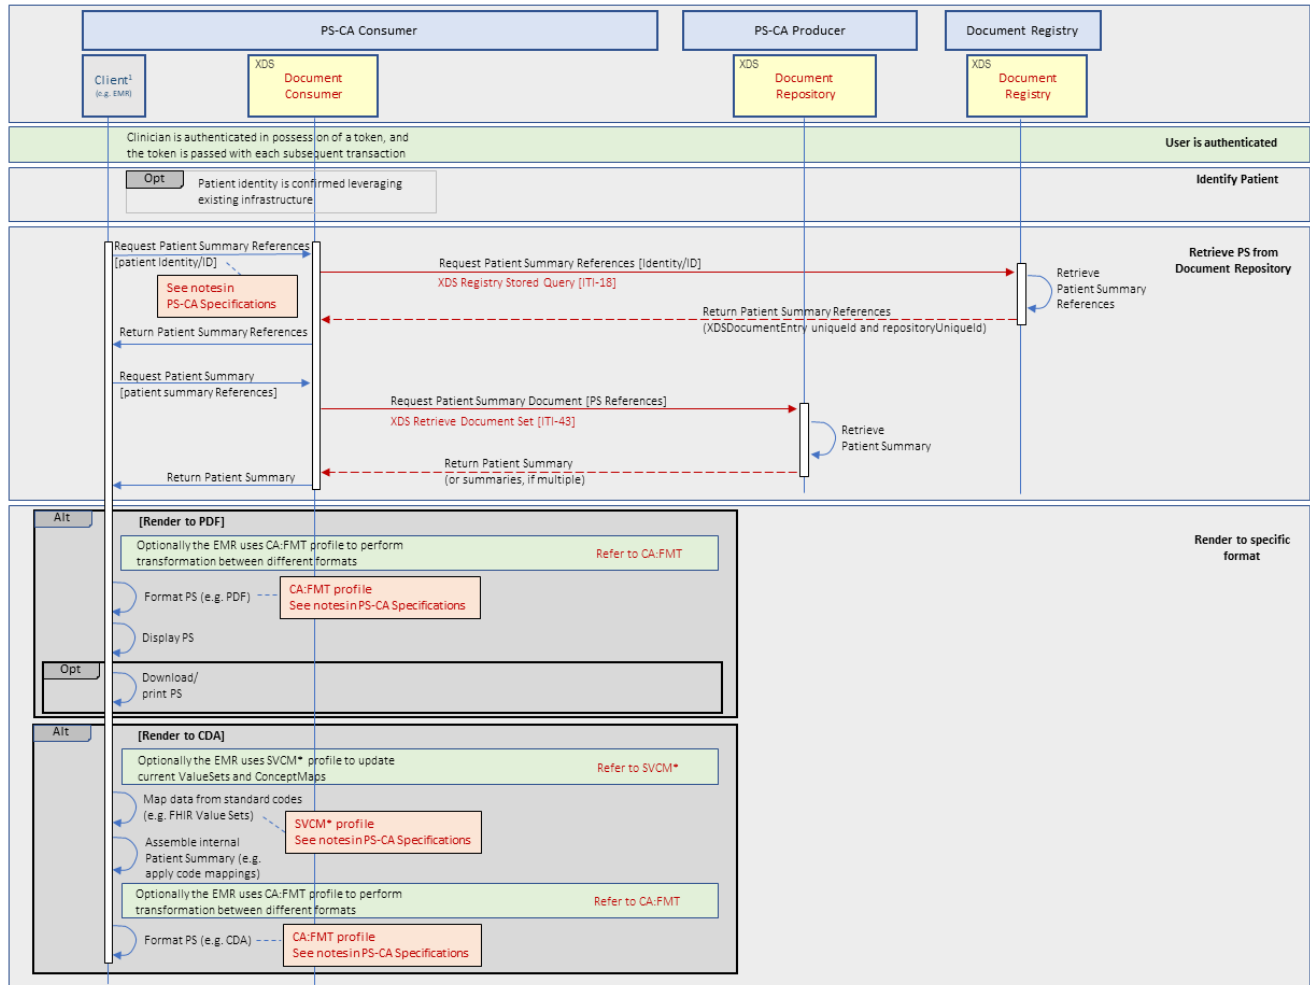 PS-CA Consumer
PS-CA Producer
Document Registry
Client¹
(e.g. EMR)
XDS
Document
Consumer
XDS
Document
Repository
XDS
Document
Registry
Clinician is authenticated in possession of a token, and
the token is passed with each subsequent transaction
User is authenticated
Opt
Patient identity is confirmed leveraging
existing infrastructure
Identify Patient
Retrieve PS from
Document Repository
Request Patient Summary References
[patient Identity/ID]
See notes in
PS-CA Specifications
Request Patient Summary References [Identity/ID]
XDS Registry Stored Query [ITI-18]
Retrieve
Patient Summary
References
Return Patient Summary References
(XDSDocumentEntry uniqueId and repositoryUniqueId)
Return Patient Summary References
Request Patient Summary
[patient summary References]
Request Patient Summary Document [PS References]
XDS Retrieve Document Set [ITI-43]
Retrieve
Patient Summary
Return Patient Summary
(or summaries, if multiple)
Return Patient Summary
Render to specific
format
Alt
[Render to PDF]
Optionally the EMR uses CA:FMT profile to perform
transformation between different formats
Refer to CA:FMT
Format PS (e.g. PDF)
CA:FMT profile
See notes in PS-CA Specifications
Display PS
Opt
Download/
print PS
Alt
[Render to CDA]
Optionally the EMR uses SVCM* profile to update
current ValueSets and ConceptMaps
Refer to SVCM*
Map data from standard codes
(e.g. FHIR Value Sets)
SVCM* profile
See notes in PS-CA Specifications
Assemble internal
Patient Summary (e.g.
apply code mappings)
Optionally the EMR uses CA:FMT profile to perform
transformation between different formats
Refer to CA:FMT
Format PS (e.g. CDA)
CA:FMT profile
See notes in PS-CA Specifications